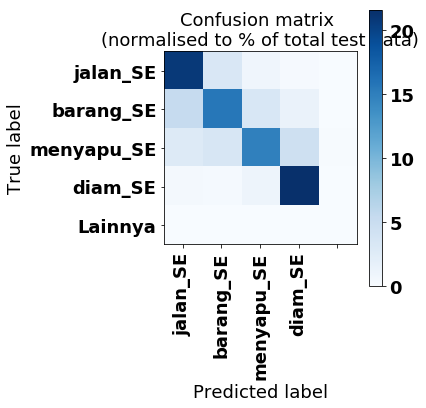 Confusion matrix
(normalised to % of total test data)
True label
jalan_SE
barang_SE
menyapu_SE
diam_SE
Lainnya
jalan_SE
barang_SE
menyapu_SE
diam_SE
Predicted label
20
15
10
5
0